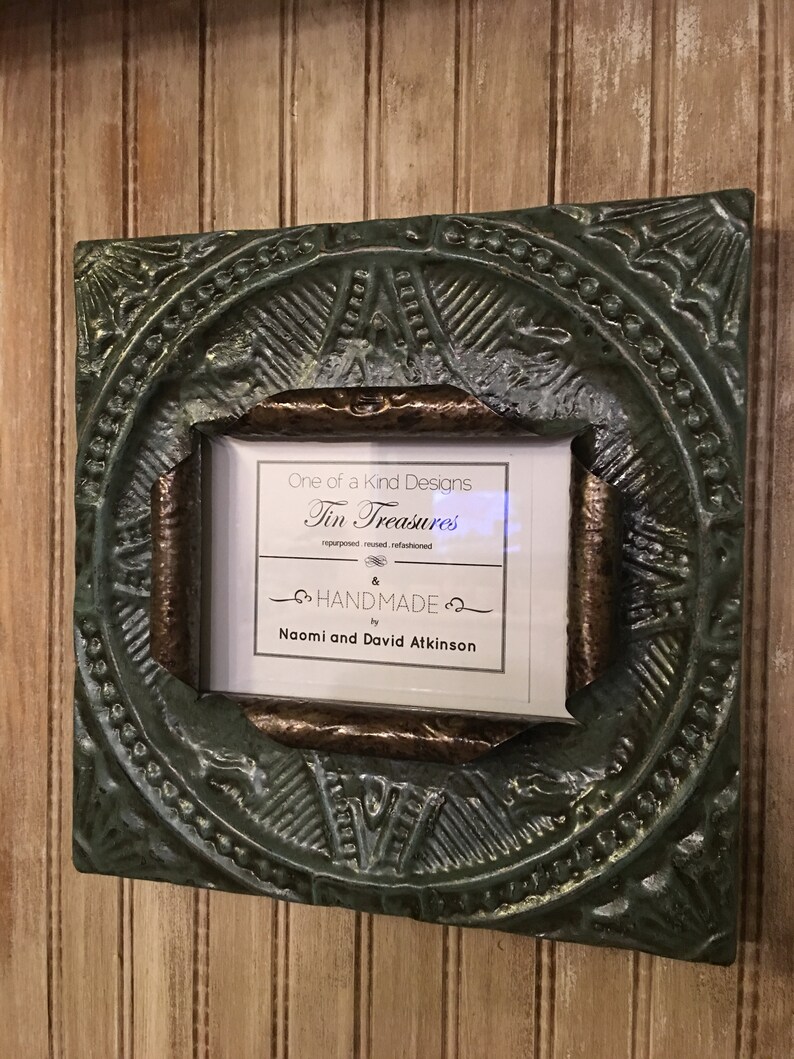 One of a Kind Designs
Tin Treasures
repurposed . reused . refashioned
&
HANDMADE
by
Naomi and David Atkinson